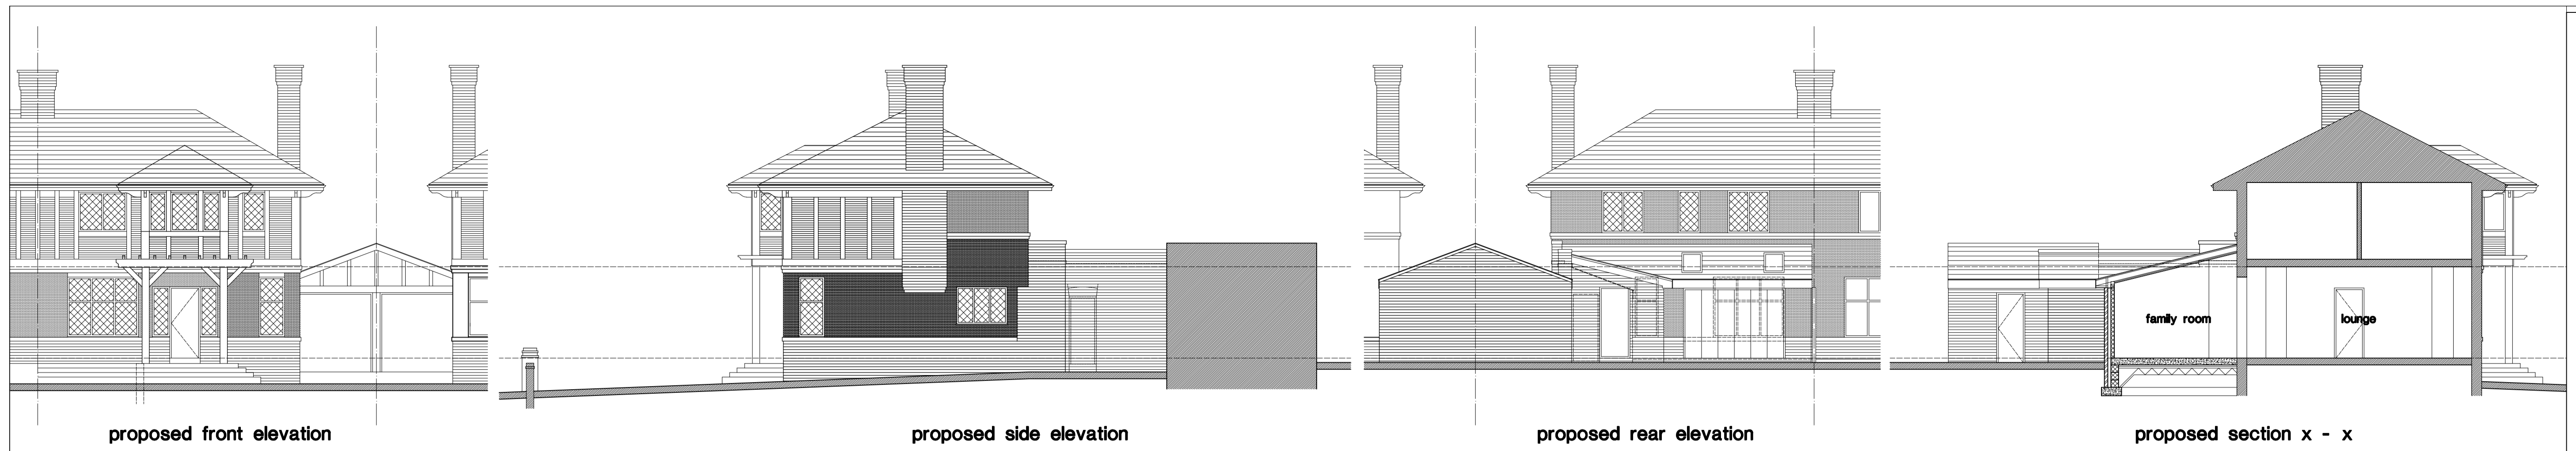 family room
lounge
proposed front elevation
proposed side elevation
proposed rear elevation
proposed section x - x